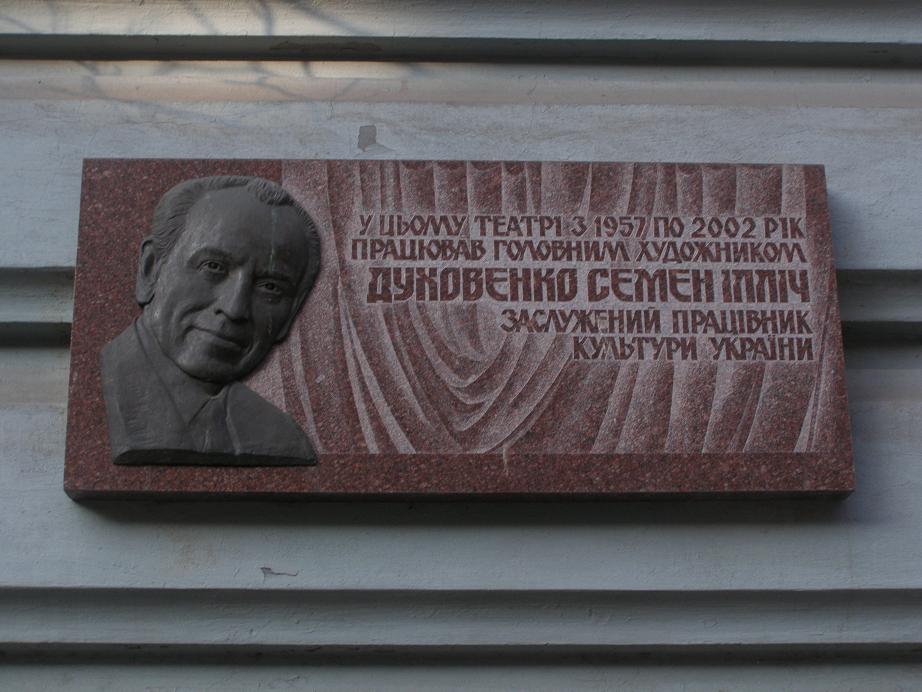 У ЦЬОМУ ТЕАТРІ З 1957 ПО 2002 РІК
ПРАЦЮВАВ ГОЛОВНИМ ХУДОЖНИКОМ
ДУХОВЕНКО СЕМЕН ІЛЛІЧ
ЗАСЛУЖЕНИЙ ПРАЦІВНИК
КУЛЬТУРИ УКРАЇНИ